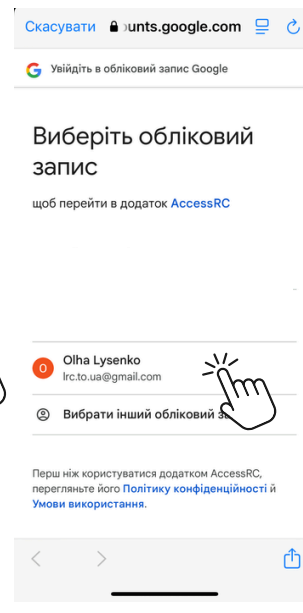 Скасувати unts.google.com
Увійдіть в обліковий запис Google
Виберіть обліковий
запис
щоб перейти в додаток AccessRC
O Olha Lysenko
lrc.to.ua@gmail.com
Вибрати інший обліковий
Перш ніж користуватися додатком AccessRC,
перегляньте його Політику конфіденційності й
Умови використання.